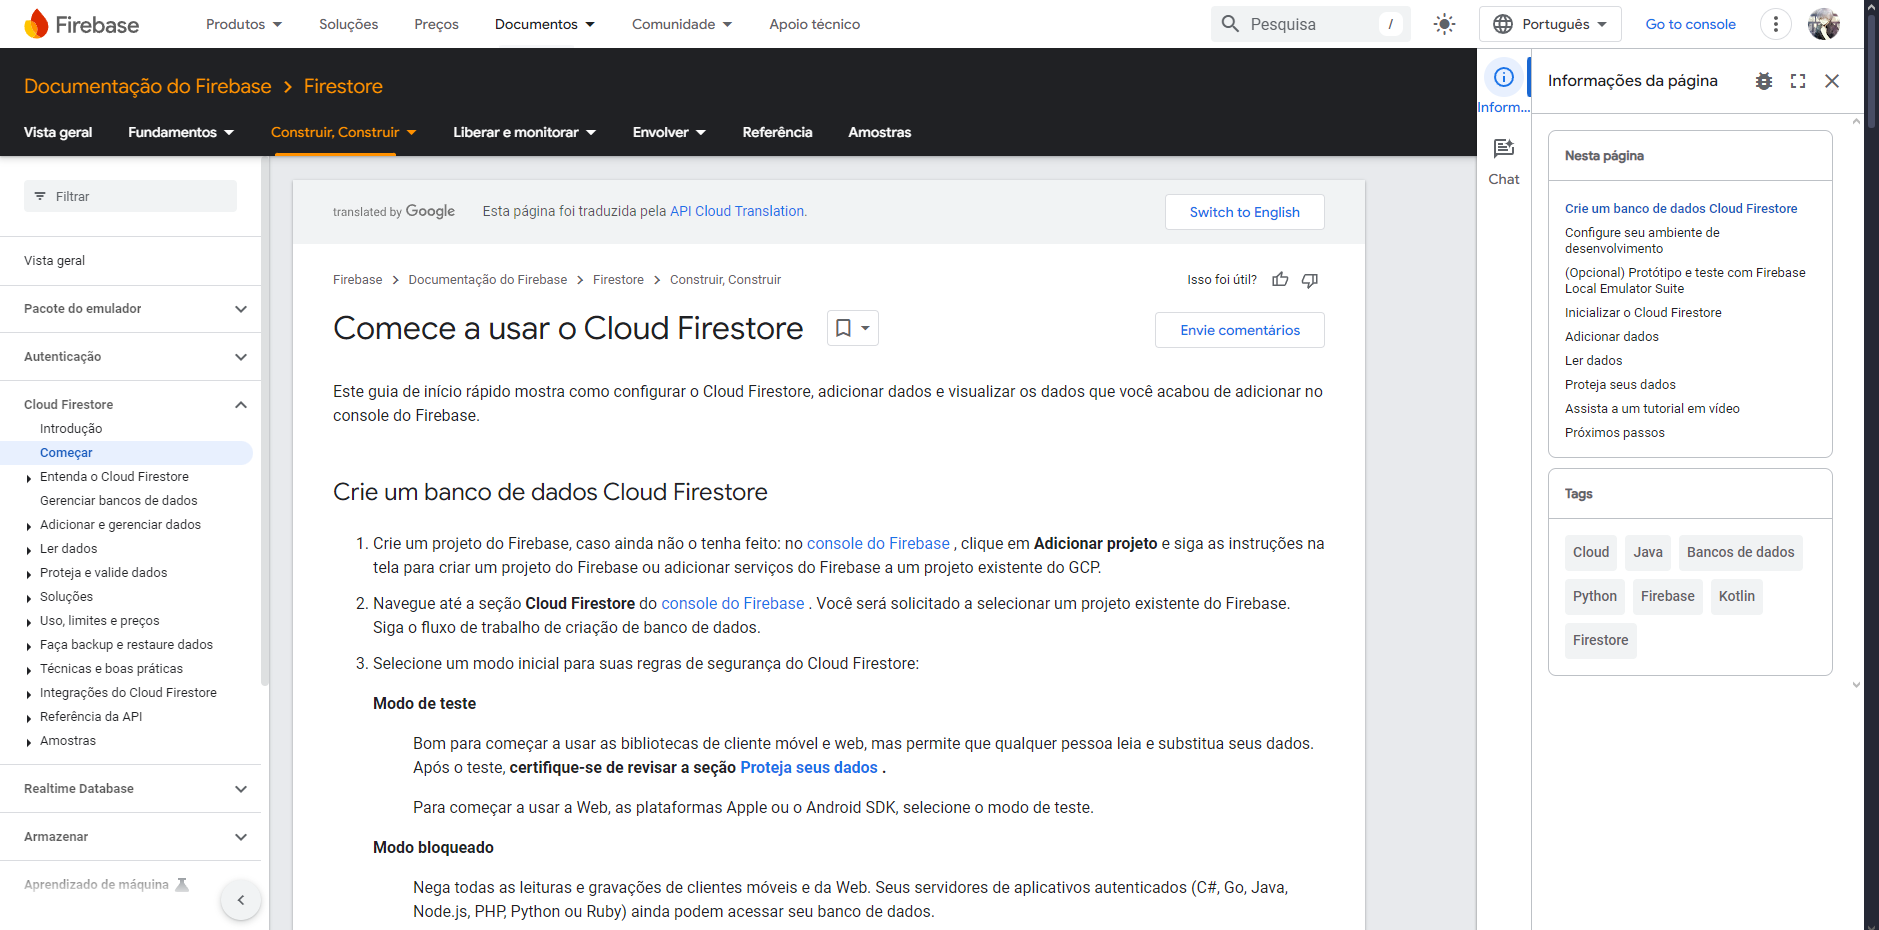 Firebase
Produtos
Soluções
Preços
Documentos
Comunidade
Apoio técnico
Pesquisa
/
Português
Go to console
Documentação do Firebase
Firestore
Vista geral
Fundamentos
Construir, Construir
Liberar e monitorar
Envolver
Referência
Amostras
Filtrar
Vista geral
Pacote do emulador
Autenticação
Cloud Firestore
Introdução
Começar
Entenda o Cloud Firestore
Gerenciar bancos de dados
Adicionar e gerenciar dados
Ler dados
Proteja e valide dados
Soluções
Uso, limites e preços
Faça backup e restaure dados
Técnicas e boas práticas
Integrações do Cloud Firestore
Referência da API
Amostras
Realtime Database
Armazenar
Aprendizado de máquina
translated by Google
Esta página foi traduzida pela API Cloud Translation.
Switch to English
Firebase > Documentação do Firebase > Firestore > Construir, Construir
Isso foi útil?
Comece a usar o Cloud Firestore
Envie comentários
Este guia de início rápido mostra como configurar o Cloud Firestore, adicionar dados e visualizar os dados que você acabou de adicionar no
console do Firebase.
Crie um banco de dados Cloud Firestore
1. Crie um projeto do Firebase, caso ainda não o tenha feito: no console do Firebase , clique em Adicionar projeto e siga as instruções na
tela para criar um projeto do Firebase ou adicionar serviços do Firebase a um projeto existente do GCP.
2. Navegue até a seção Cloud Firestore do console do Firebase . Você será solicitado a selecionar um projeto existente do Firebase.
Siga o fluxo de trabalho de criação de banco de dados.
3. Selecione um modo inicial para suas regras de segurança do Cloud Firestore:
Modo de teste
Bom para começar a usar as bibliotecas de cliente móvel e web, mas permite que qualquer pessoa leia e substitua seus dados.
Após o teste, certifique-se de revisar a seção Proteja seus dados .
Para começar a usar a Web, as plataformas Apple ou o Android SDK, selecione o modo de teste.
Modo bloqueado
Nega todas as leituras e gravações de clientes móveis e da Web. Seus servidores de aplicativos autenticados (C#, Go, Java,
Node.js, PHP, Python ou Ruby) ainda podem acessar seu banco de dados.
Inform...
Chat
Informações da página
Nesta página
Crie um banco de dados Cloud Firestore
Configure seu ambiente de
desenvolvimento
(Opcional) Protótipo e teste com Firebase
Local Emulator Suite
Inicializar o Cloud Firestore
Adicionar dados
Ler dados
Proteja seus dados
Assista a um tutorial em vídeo
Próximos passos
Tags
Cloud
Java
Bancos de dados
Python
Firebase
Kotlin
Firestore